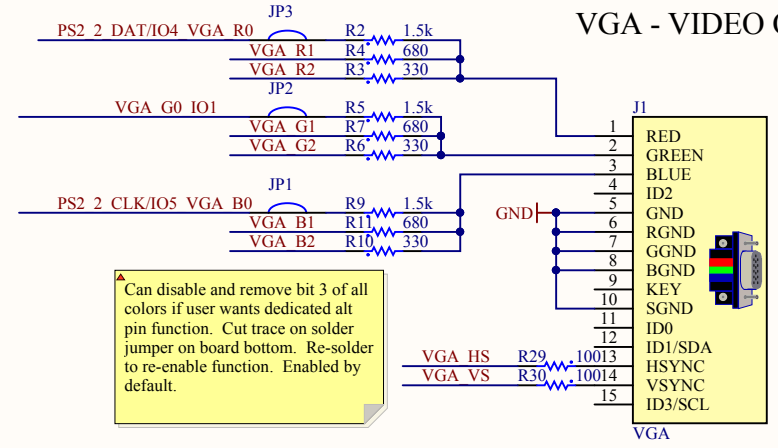 VGA - VIDEO
JP3
PS2_2_DAT/IO4_VGA_R0 R2 1.5k
VGA_R1 R4 680
VGA_R2 R3 330
JP2
VGA_G0_IO1 R5 1.5k
VGA_G1 R7 680
VGA_G2 R6 330
JP1
PS2_2_CLK/IO5_VGA_B0 R9 1.5k
VGA_B1 R11 680
VGA_B2 R10 330
J1
1 RED
2 GREEN
3 BLUE
4 ID2
GND 5 GND
6 RGND
7 GGND
8 BGND
9 KEY
10 SGND
11 ID0
12 ID1/SDA
VGA_HS R29 100 13 HSYNC
VGA_VS R30 100 14 VSYNC
15 ID3/SCL
VGA
Can disable and remove bit 3 of all
colors if user wants dedicated alt
pin function. Cut trace on solder
jumper on board bottom. Re-solder
to re-enable function. Enabled by
default.